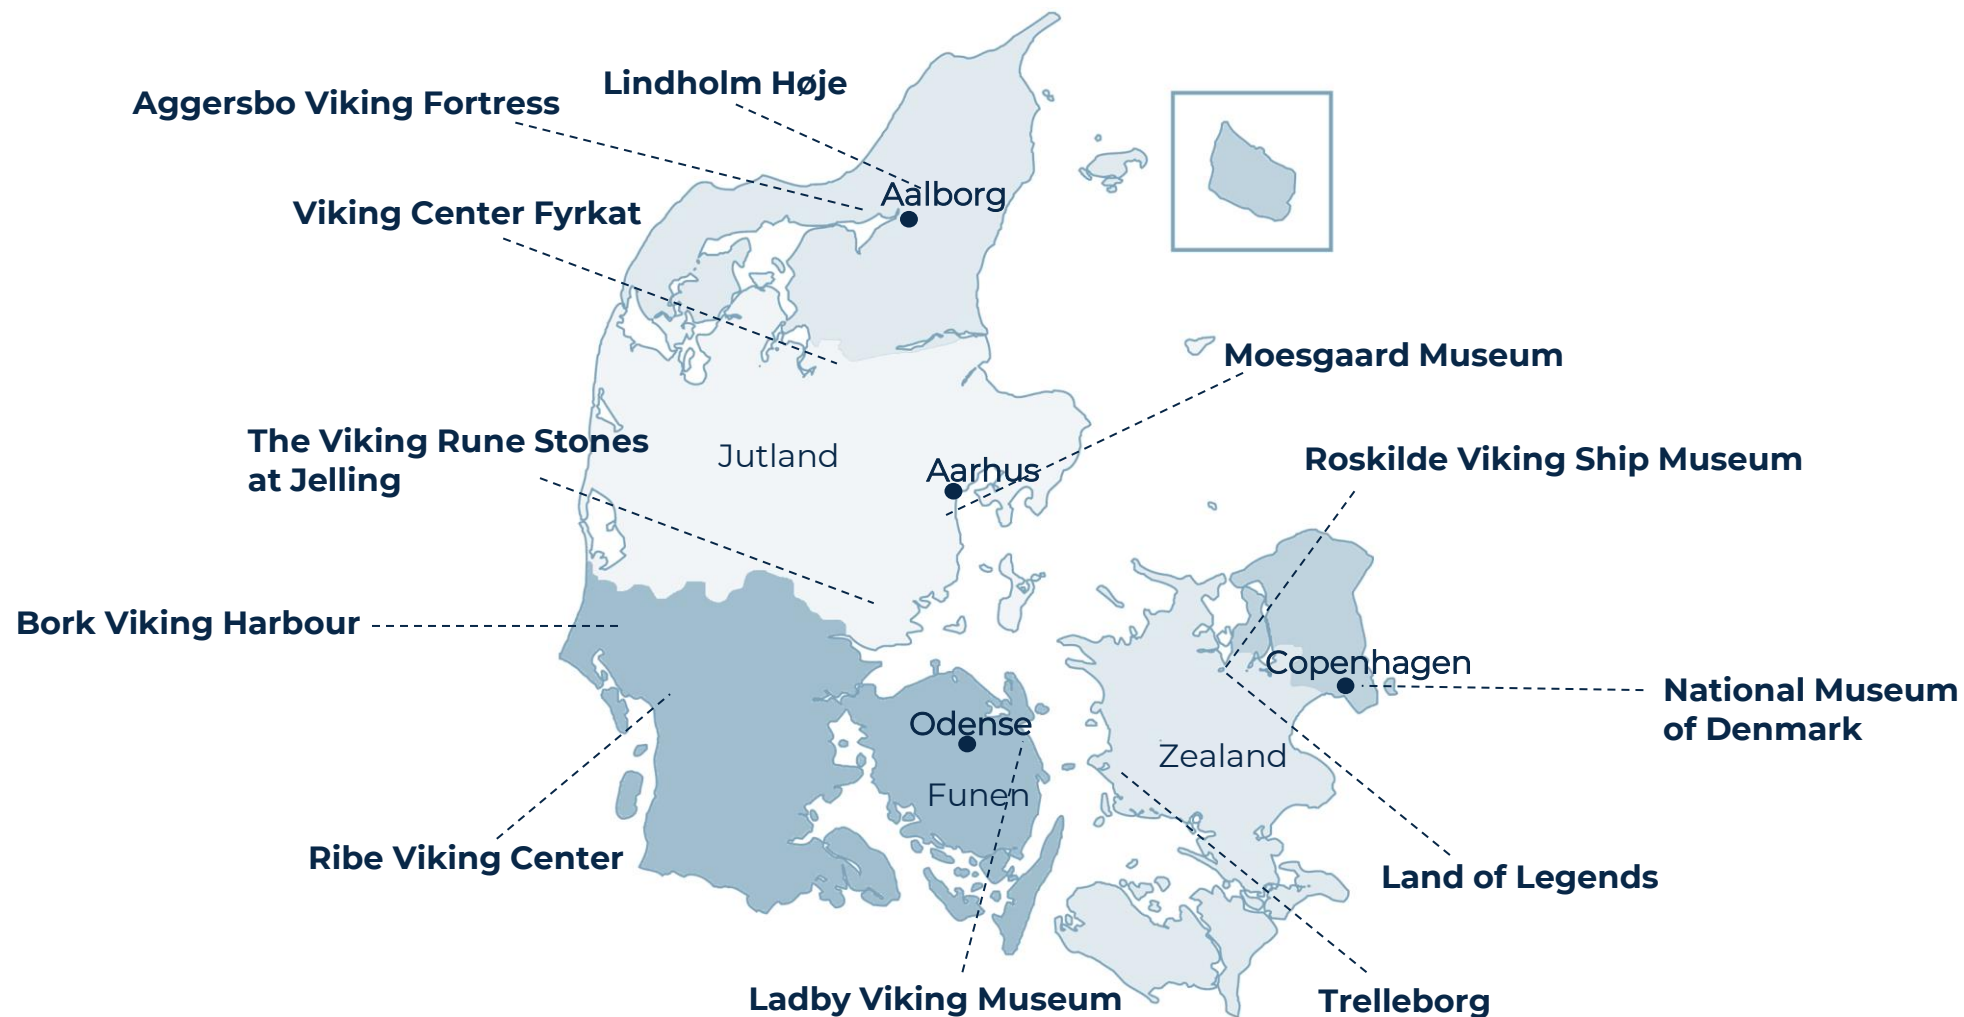 Lindholm Høje
Aggersbo Viking Fortress
Aalborg
Viking Center Fyrkat
Moesgaard Museum
The Viking Rune Stones
at Jelling
Jutland
Aarhus
Roskilde Viking Ship Museum
Bork Viking Harbour
Copenhagen
National Museum
of Denmark
Odense
Zealand
Funen
Ribe Viking Center
Land of Legends
Ladby Viking Museum
Trelleborg